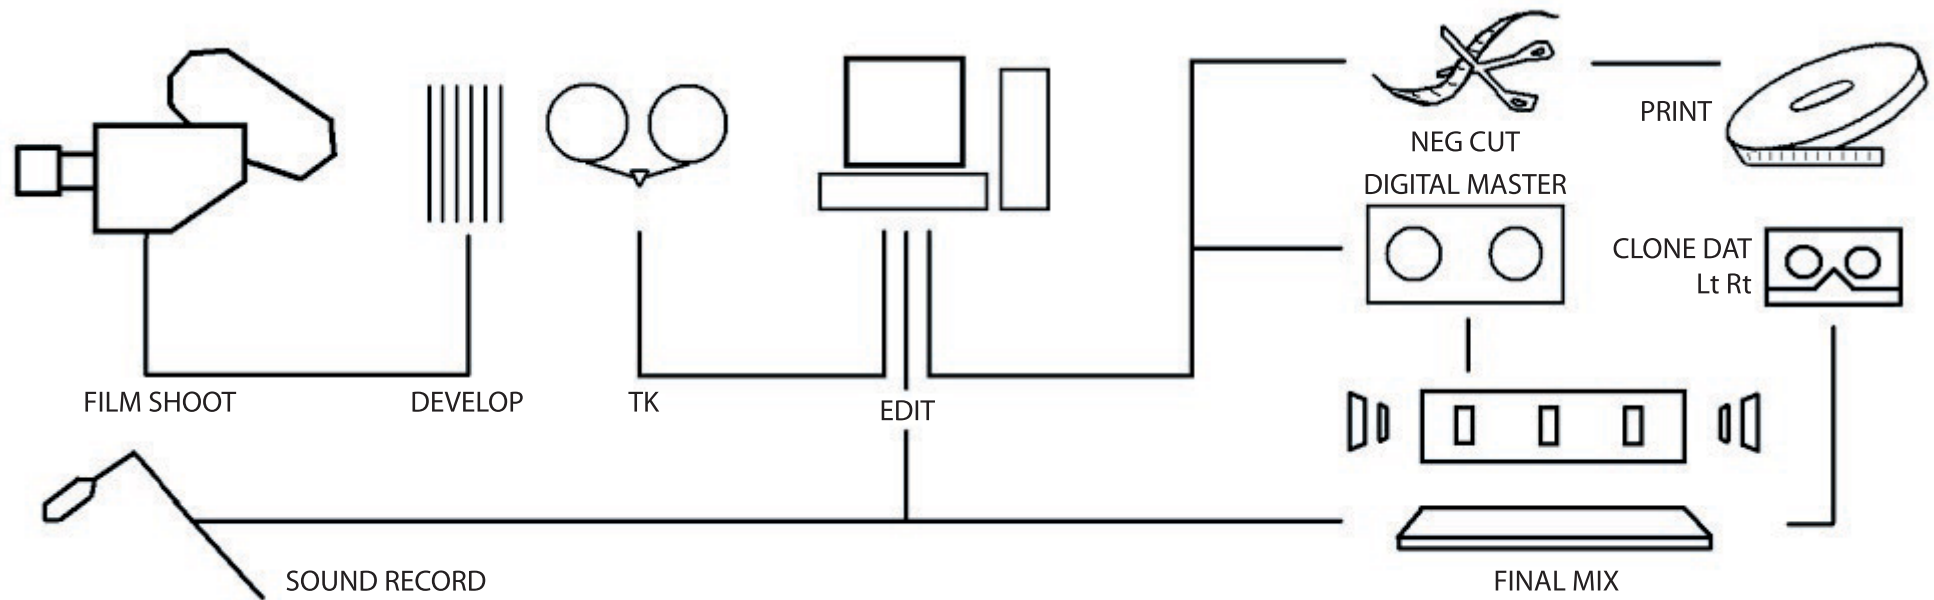 PRINT
NEG CUT
DIGITAL MASTER
CLONE DAT
Lt Rt
FILM SHOOT
DEVELOP
TK
EDIT
SOUND RECORD
FINAL MIX